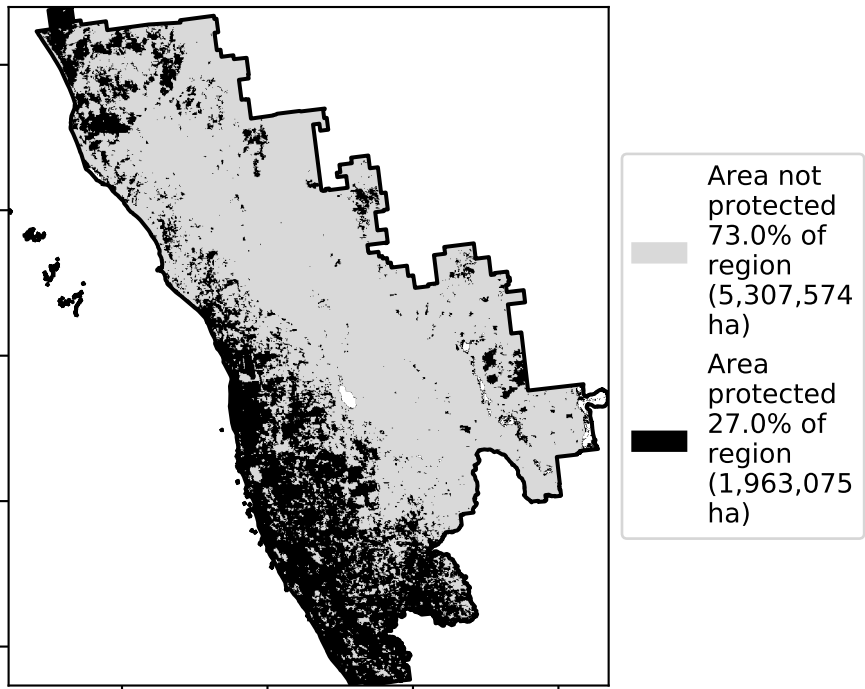 Area not
protected
73.0% of
region
(5,307,574
ha)
Area
protected
27.0% of
region
(1,963,075
ha)